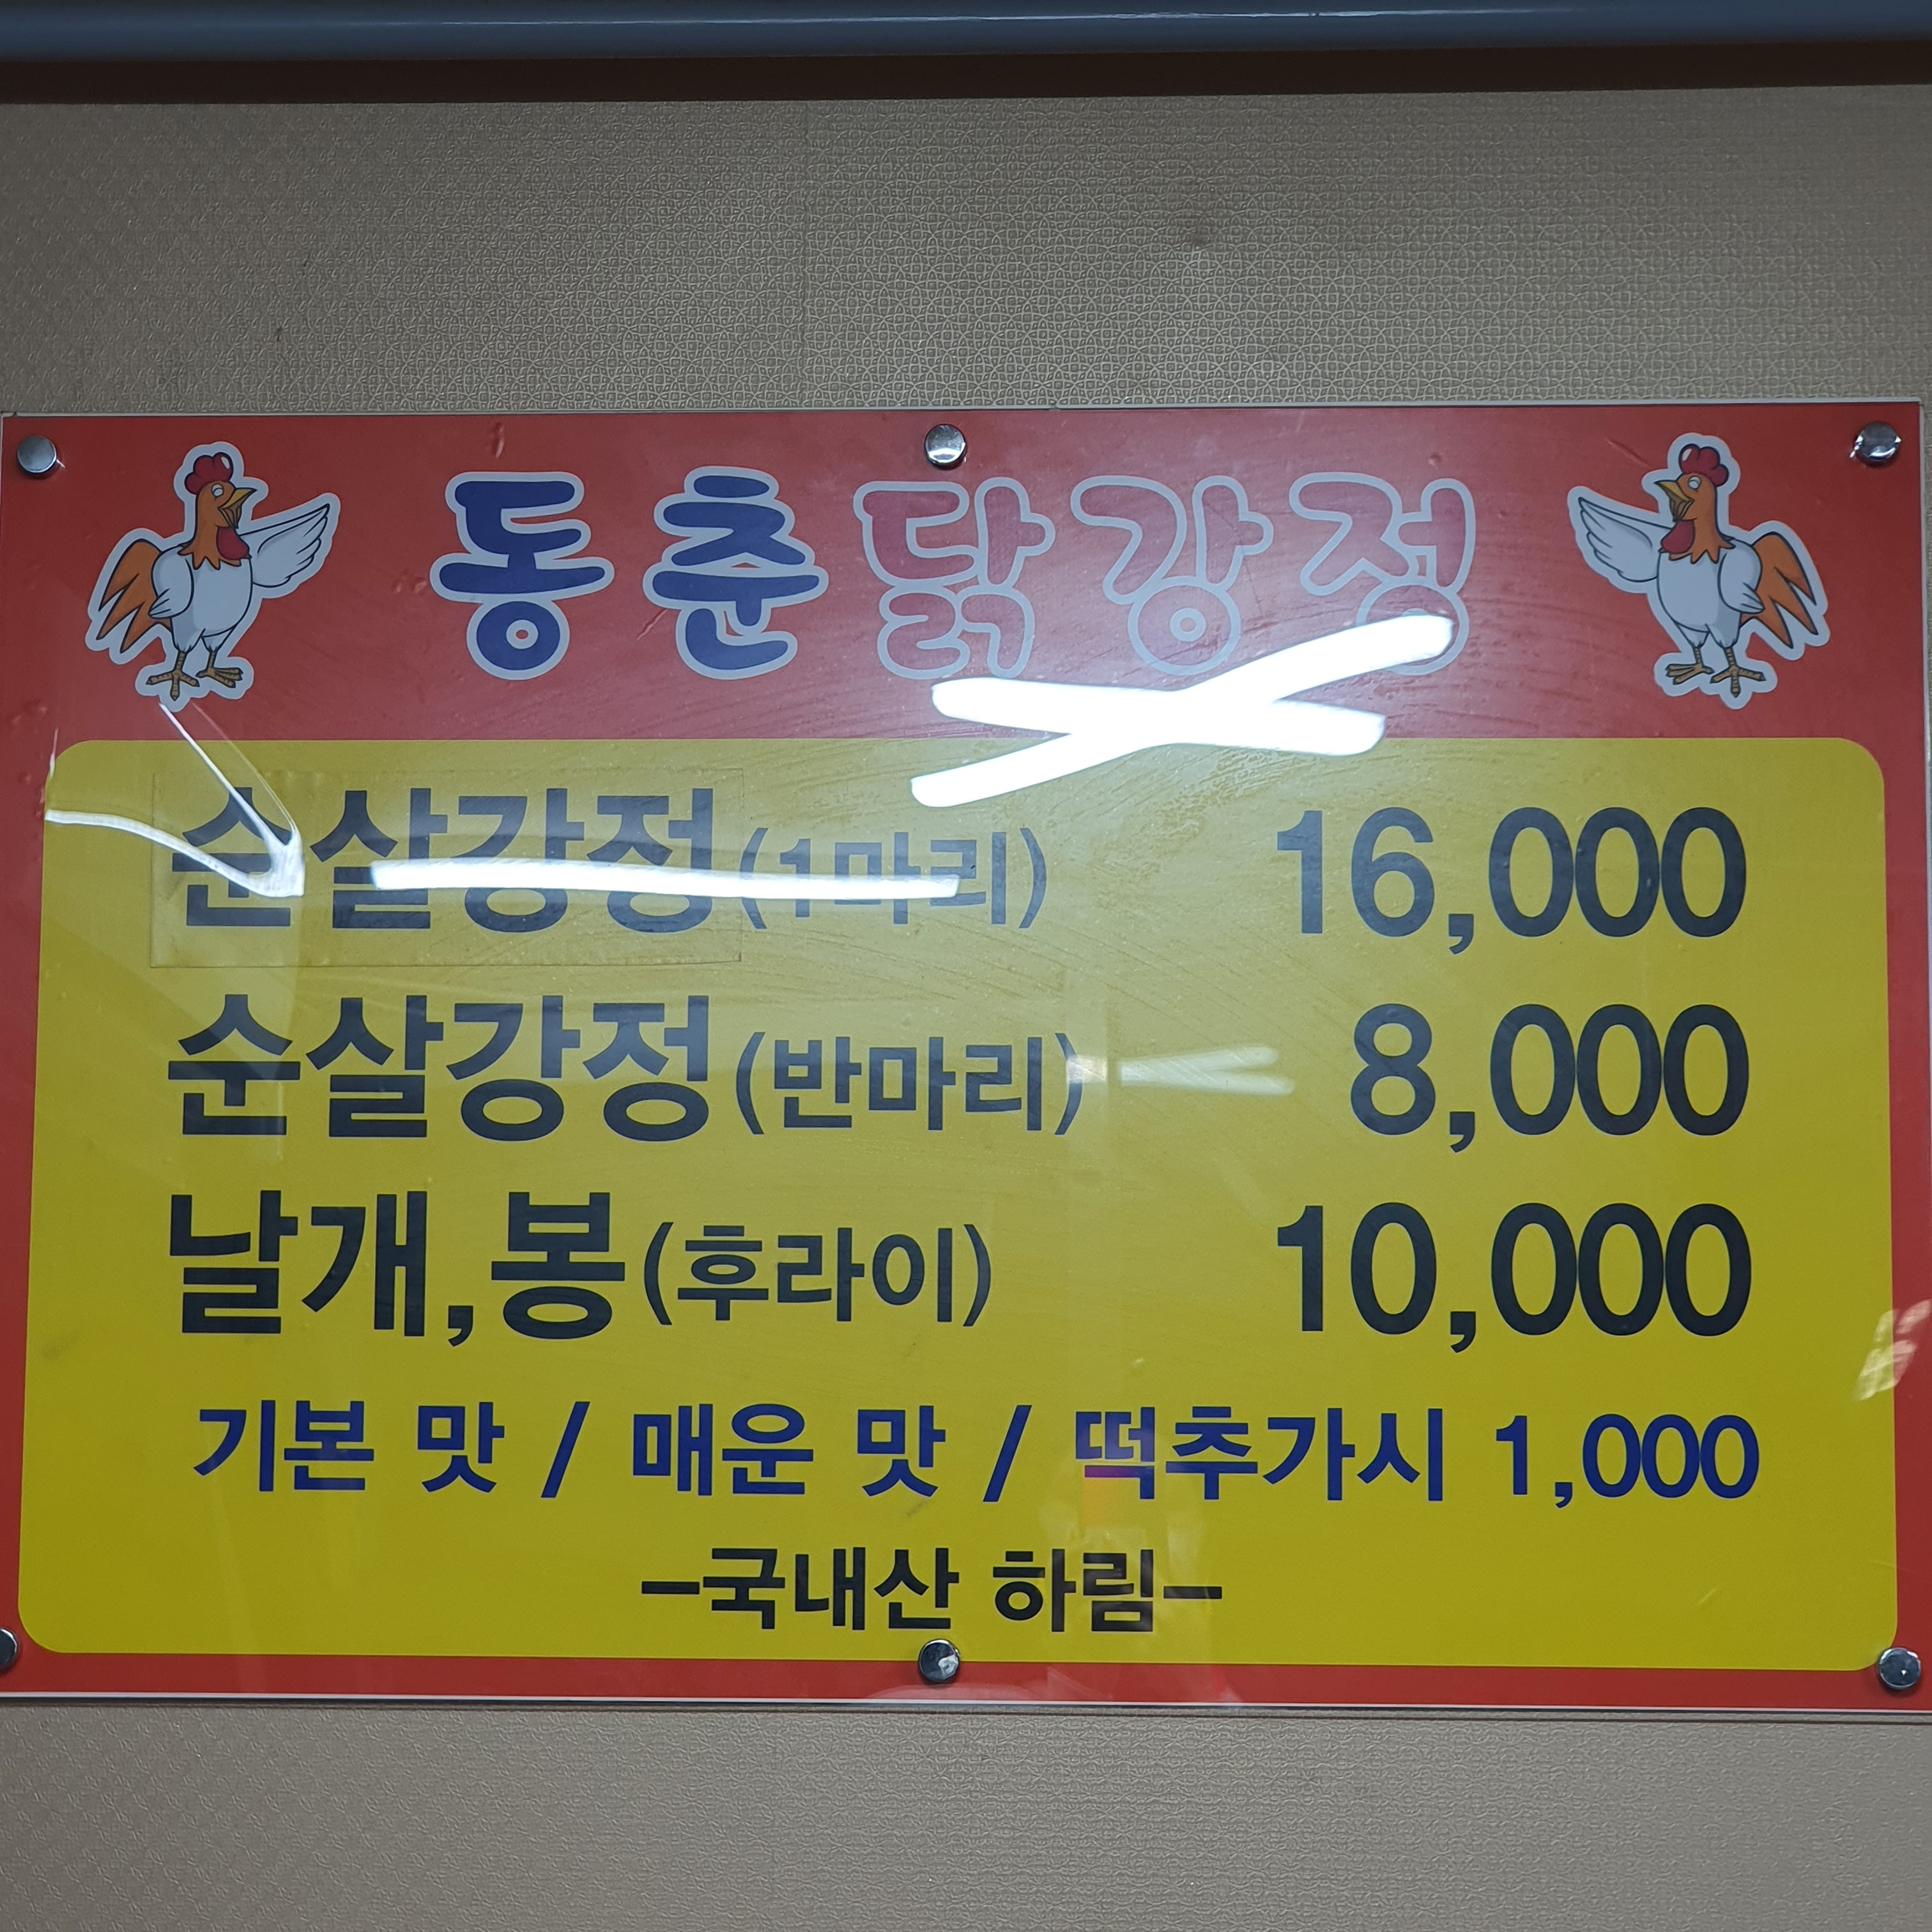 동춘닭강정
순살강정(1마리) 16,000
순살강정(반마리) 8,000
날개,봉(후라이) 10,000
기본 맛 / 매운 맛 / 떡추가시 1,000
-국내산 하림-